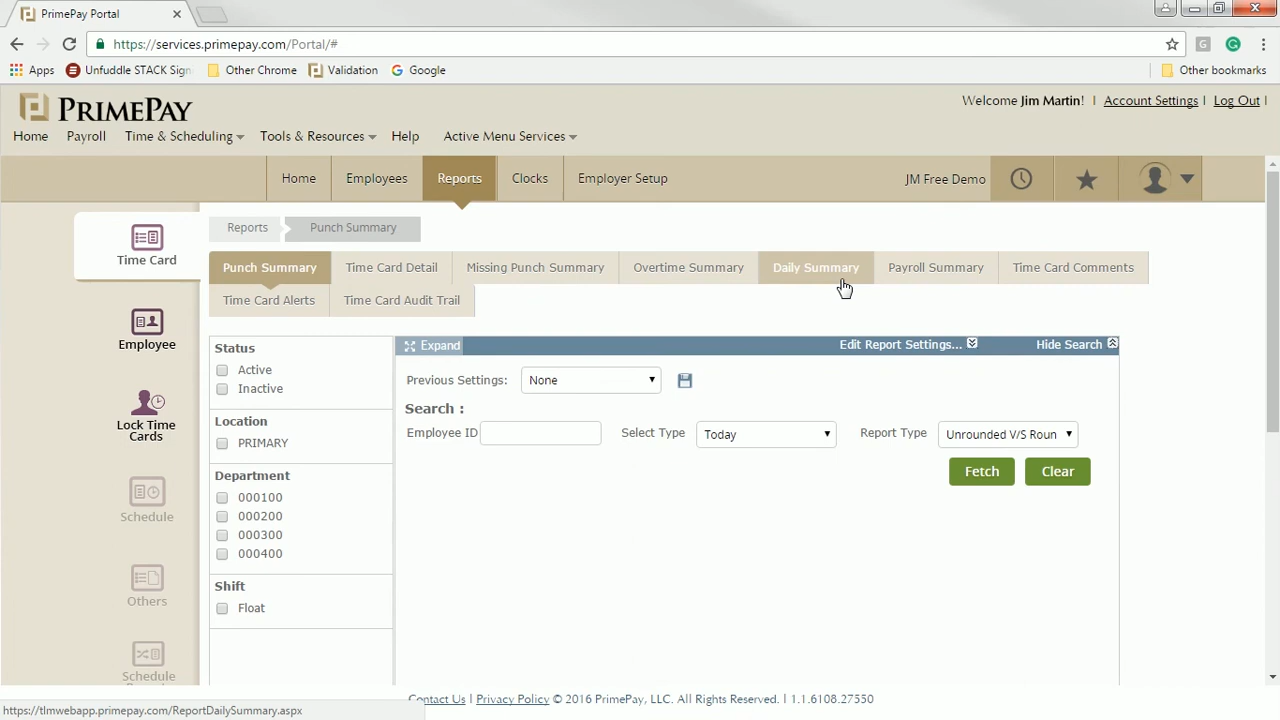 PrimePay Portal
https://services.primepay.com/Portal/#
Apps
Unfuddle STACK Sign
Other Chrome
Validation
Google
Other bookmarks
PRIMEPAY
Welcome Jim Martin! | Account Settings | Log Out |
Home Payroll Time & Scheduling Tools & Resources Help Active Menu Services
Home Employees Reports Clocks Employer Setup JM Free Demo
Time Card
Employee
Lock Time
Cards
Schedule
Others
Schedule
Reports Punch Summary
Punch Summary Time Card Detail Missing Punch Summary Overtime Summary Daily Summary Payroll Summary Time Card Comments
Time Card Alerts Time Card Audit Trail
Status
Active
Inactive
Location
PRIMARY
Department
000100
000200
000300
000400
Shift
Float
Expand Edit Report Settings... Hide Search
Previous Settings: None
Search :
Employee ID Select Type Today Report Type Unrounded V/S Roun
Fetch Clear
Contact Us | Privacy Policy © 2016 PrimePay, LLC. All Rights Reserved. | 1.1.6108.27550
https://tlmwebapp.primepay.com/ReportDailySummary.aspx